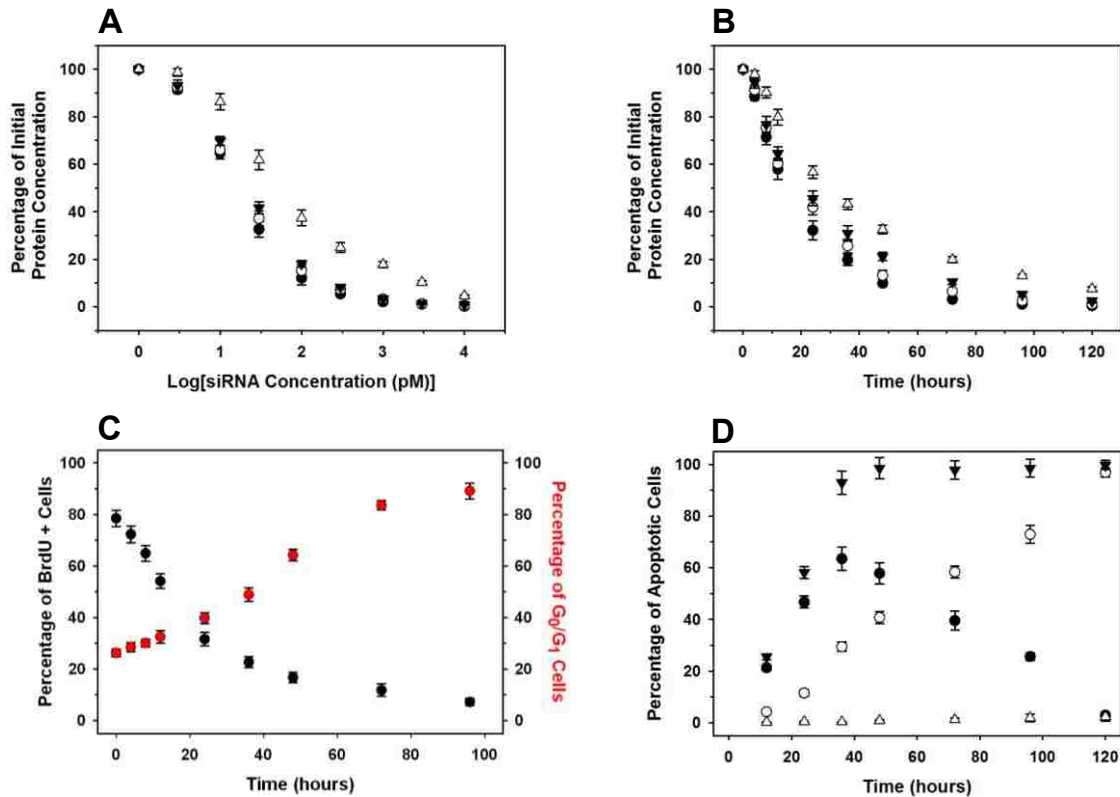 A
Percentage of Initial
Protein Concentration
100
80
60
40
20
0
0 1 2 3 4
Log[siRNA Concentration (pM)]
B
Percentage of Initial
Protein Concentration
100
80
60
40
20
0
0 20 40 60 80 100 120
Time (hours)
C
Percentage of BrdU + Cells
100
80
60
40
20
0
100
80
60
40
20
0
Percentage of G0/G1 Cells
0 20 40 60 80 100
Time (hours)
D
Percentage of Apoptotic Cells
100
80
60
40
20
0
0 20 40 60 80 100 120
Time (hours)